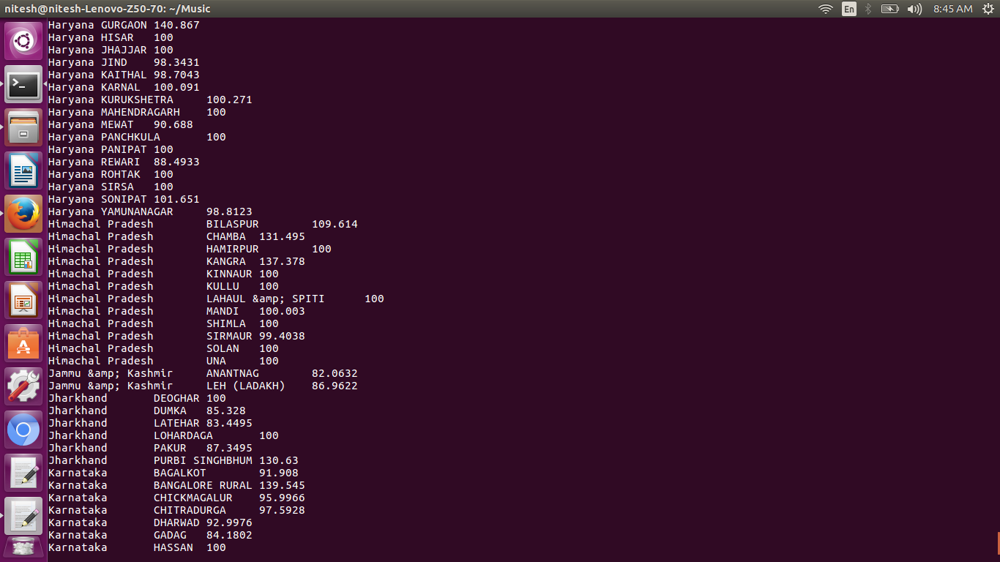 nitesh@nitesh-Lenovo-Z50-70: ~/Music En 8:45 AM
Haryana GURGAON 140.867
Haryana HISAR 100
Haryana JHAJJAR 100
Haryana JIND 98.3431
Haryana KAITHAL 98.7043
Haryana KARNAL 100.091
Haryana KURUKSHETRA 100.271
Haryana MAHENDRAGARH 100
Haryana MEWAT 90.688
Haryana PANCHKULA 100
Haryana PANIPAT 100
Haryana REWARI 88.4933
Haryana ROHTAK 100
Haryana SIRSA 100
Haryana SONIPAT 101.651
Haryana YAMUNANAGAR 98.8123
Himachal Pradesh BILASPUR 109.614
Himachal Pradesh CHAMBA 131.495
Himachal Pradesh HAMIRPUR 100
Himachal Pradesh KANGRA 137.378
Himachal Pradesh KINNAUR 100
Himachal Pradesh KULLU 100
Himachal Pradesh LAHAUL &amp; SPITI 100
Himachal Pradesh MANDI 100.003
Himachal Pradesh SHIMLA 100
Himachal Pradesh SIRMAUR 99.4038
Himachal Pradesh SOLAN 100
Himachal Pradesh UNA 100
Jammu &amp; Kashmir ANANTNAG 82.0632
Jammu &amp; Kashmir LEH (LADAKH) 86.9622
Jharkhand DEOGHAR 100
Jharkhand DUMKA 85.328
Jharkhand LATEHAR 83.4495
Jharkhand LOHARDAGA 100
Jharkhand PAKUR 87.3495
Jharkhand PURBI SINGHBHUM 130.63
Karnataka BAGALKOT 91.908
Karnataka BANGALORE RURAL 139.545
Karnataka CHICKMAGALUR 95.9966
Karnataka CHITRADURGA 97.5928
Karnataka DHARWAD 92.9976
Karnataka GADAG 84.1802
Karnataka HASSAN 100